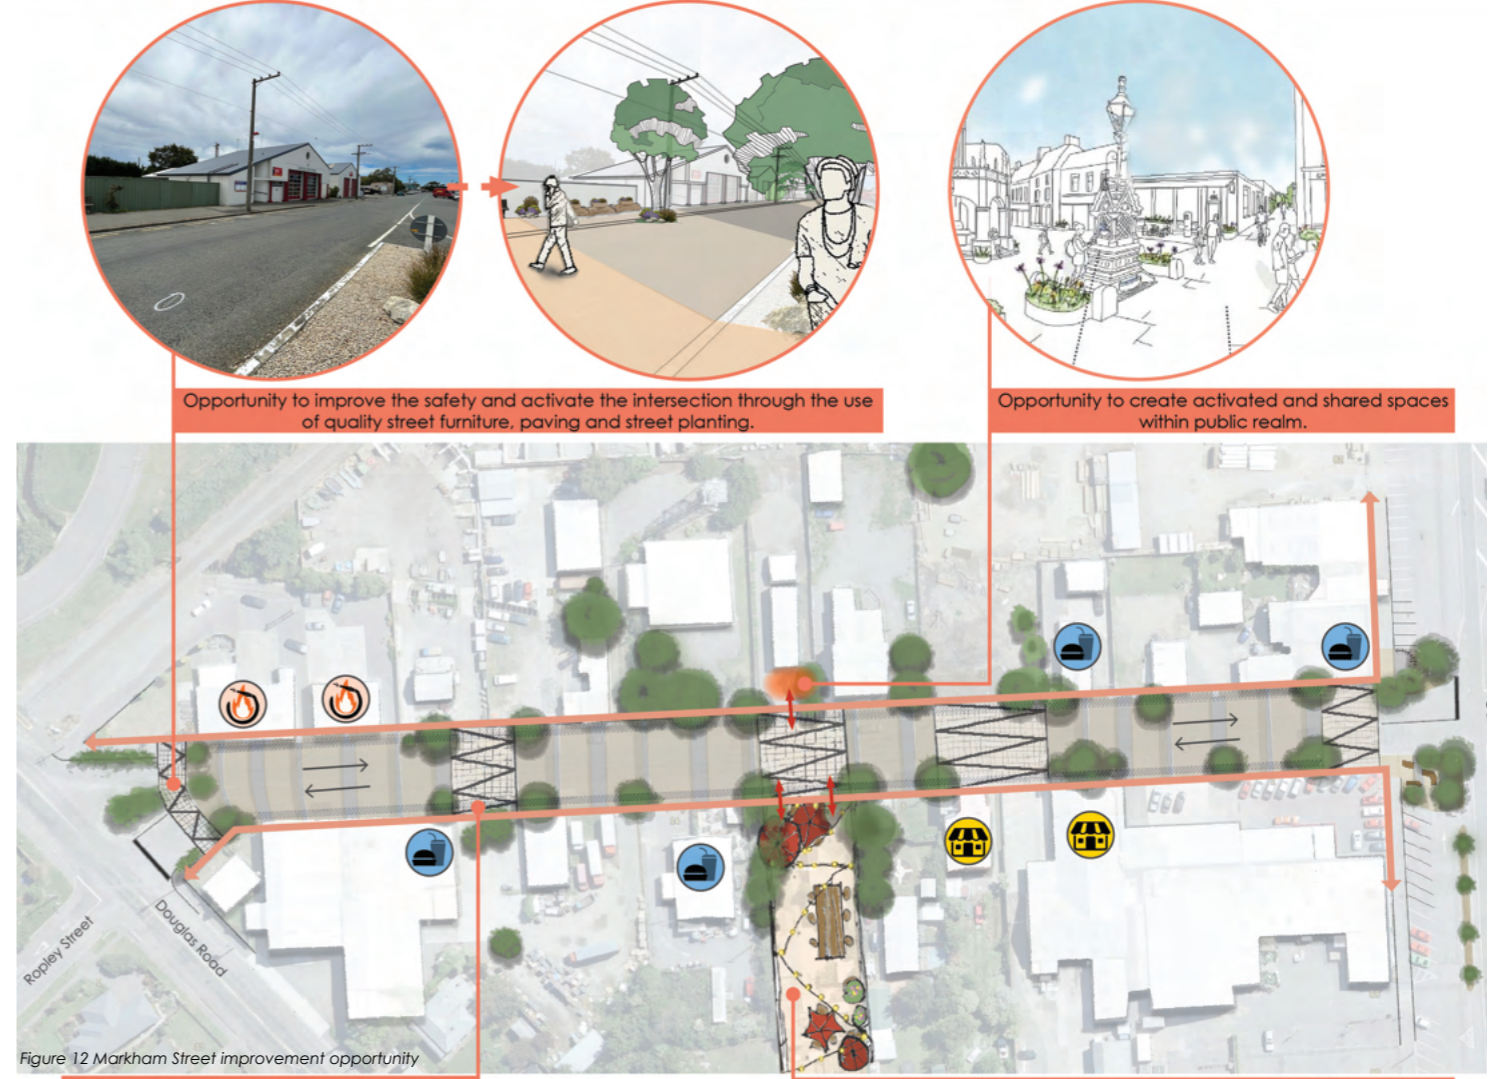 Opportunity to improve the safety and activate the intersection through the use
of quality street furniture, paving and street planting.
Opportunity to create activated and shared spaces
within public realm.
Ropley Street
Douglas Road
Figure 12 Markham Street improvement opportunity